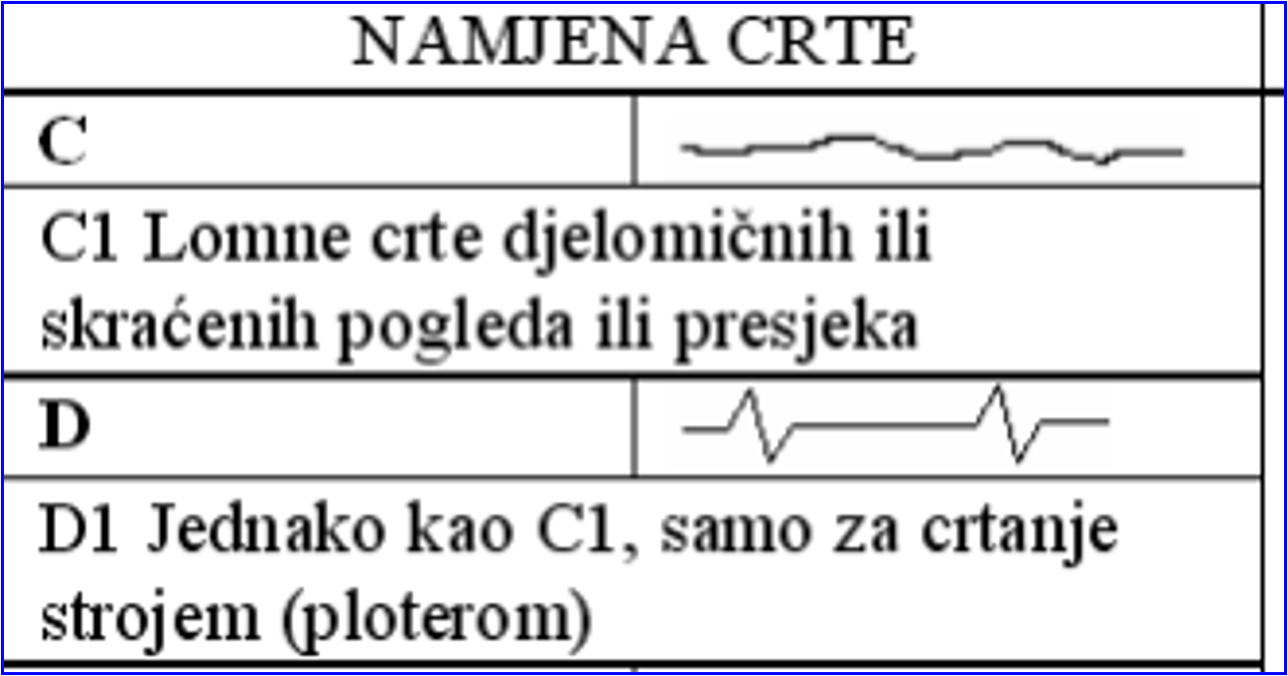 NAMJENA CRTE
C
C1 Lomne crte djelomičnih ili
skraćenih pogleda ili presjeka
D
D1 Jednako kao C1, samo za crtanje
strojem (ploterom)